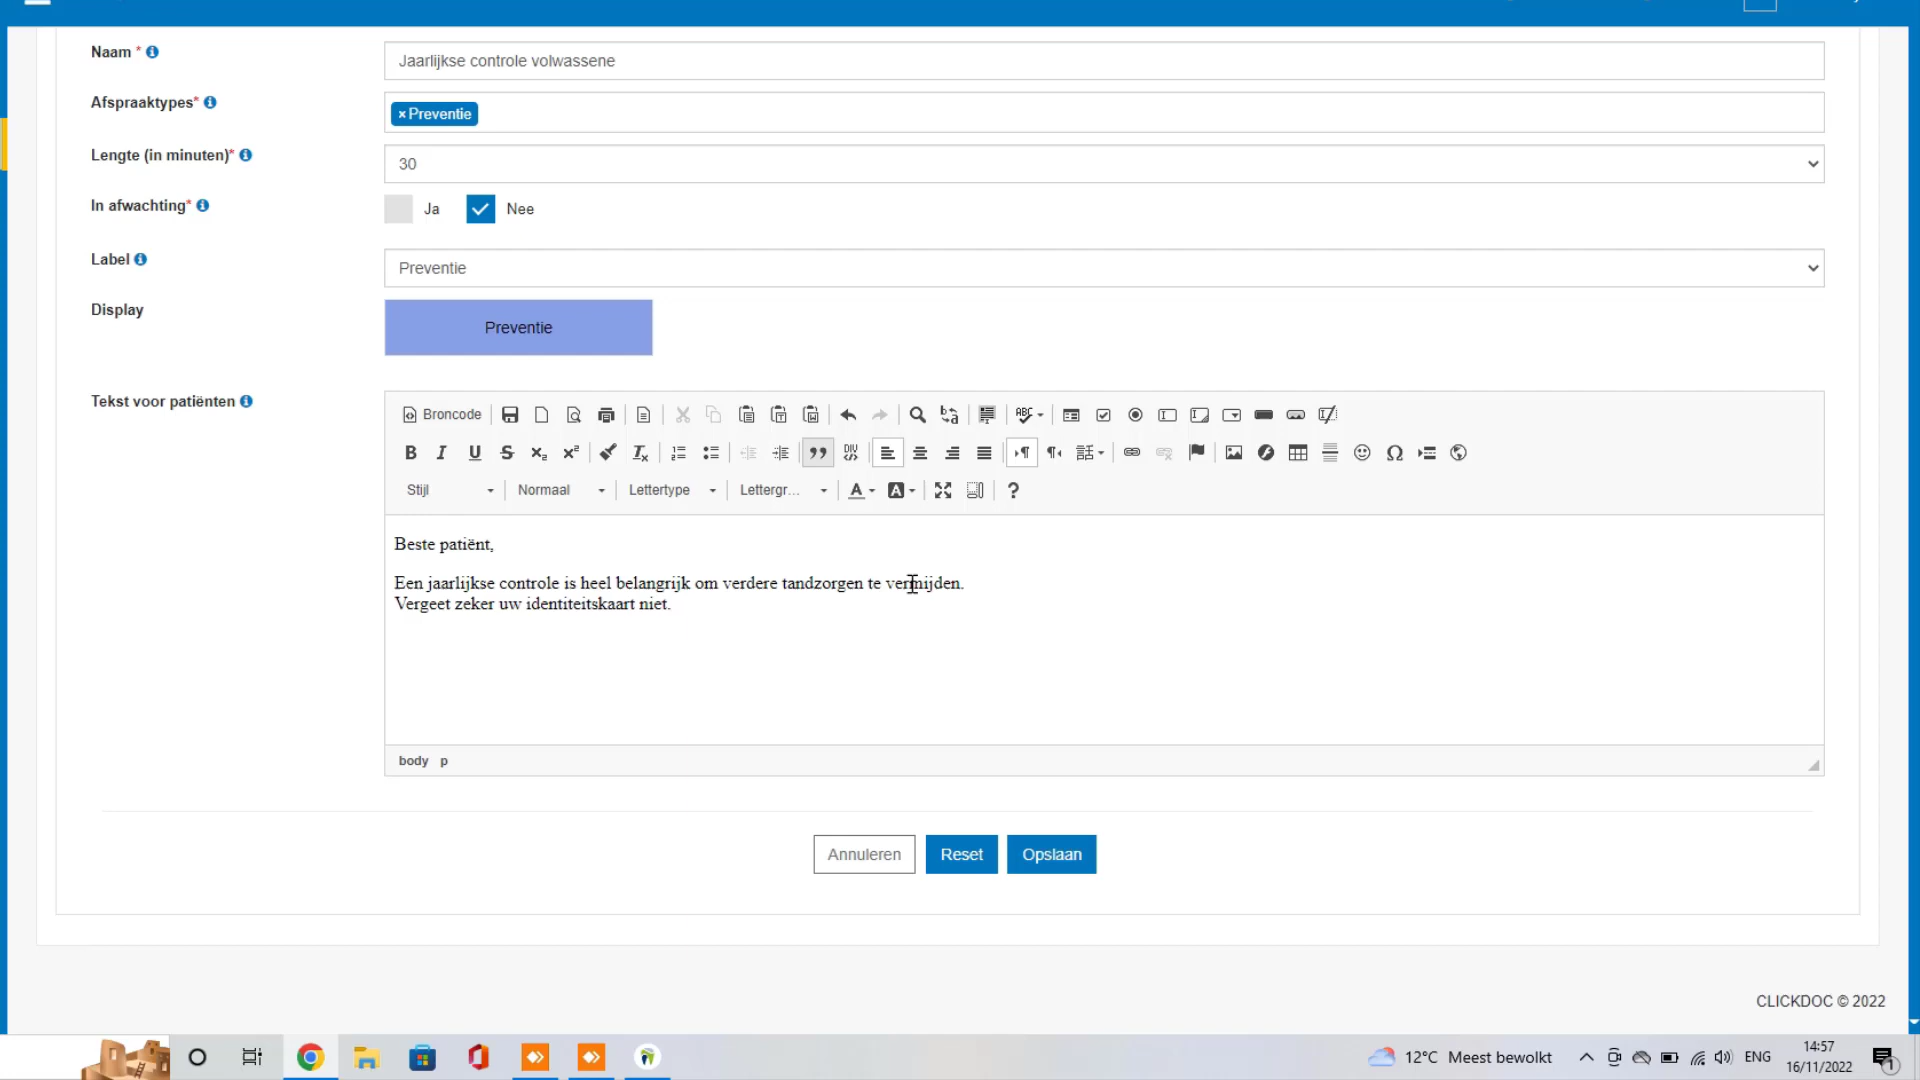 Naam *
Jaarlijkse controle volwassene
Afspraaktypes*
×Preventie
Lengte (in minuten)*
30
In afwachting*
Ja
Nee
Label
Preventie
Display
Preventie
Tekst voor patiënten
Broncode
Stijl
Normaal
Lettertype
Lettergr...
Beste patiënt,
Een jaarlijkse controle is heel belangrijk om verdere tandzorgen te vermijden.
Vergeet zeker uw identiteitskaart niet.
body p
Annuleren
Reset
Opslaan
CLICKDOC © 2022
12°C Meest bewolkt
ENG
14:57
16/11/2022
1